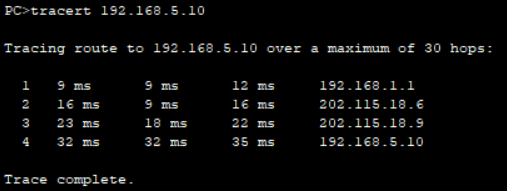 PC>tracert 192.168.5.10
Tracing route to 192.168.5.10 over a maximum of 30 hops:
1 9 ms 9 ms 12 ms 192.168.1.1
2 16 ms 9 ms 16 ms 202.115.18.6
3 23 ms 18 ms 22 ms 202.115.18.9
4 32 ms 32 ms 35 ms 192.168.5.10
Trace complete.